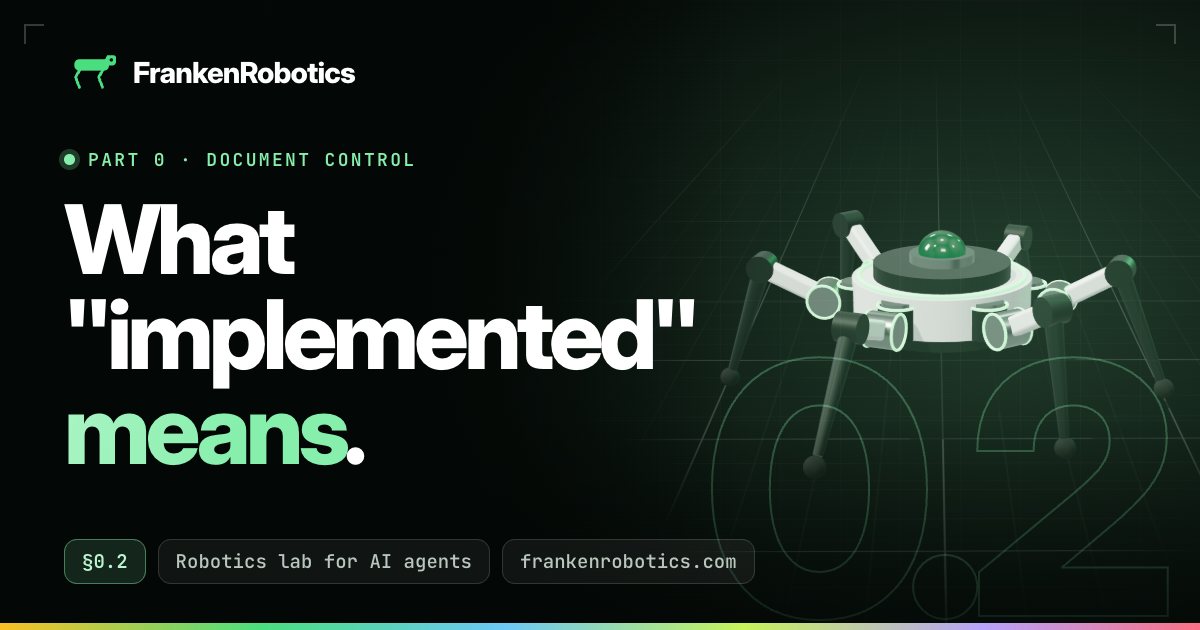 FrankenRobotics
PART 0 · DOCUMENT CONTROL
What
"implemented"
means.
§0.2
Robotics lab for AI agents
frankenrobotics.com
0.2